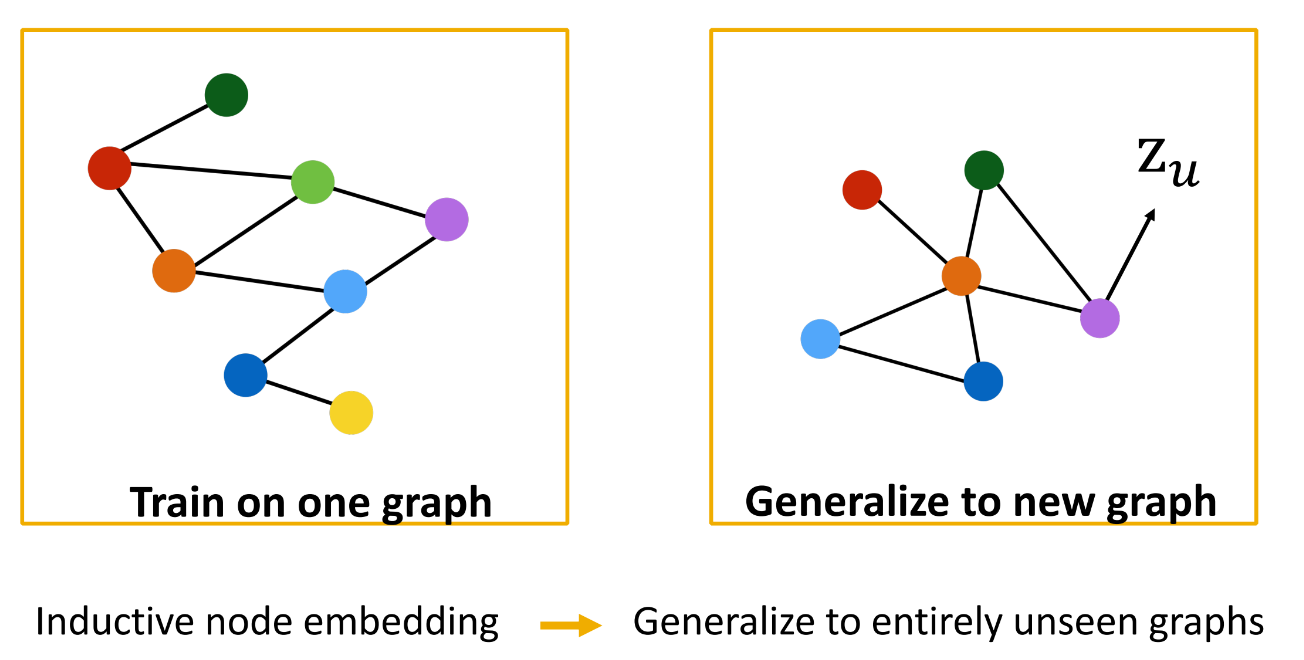 z_u
Train on one graph
Generalize to new graph
Inductive node embedding
Generalize to entirely unseen graphs